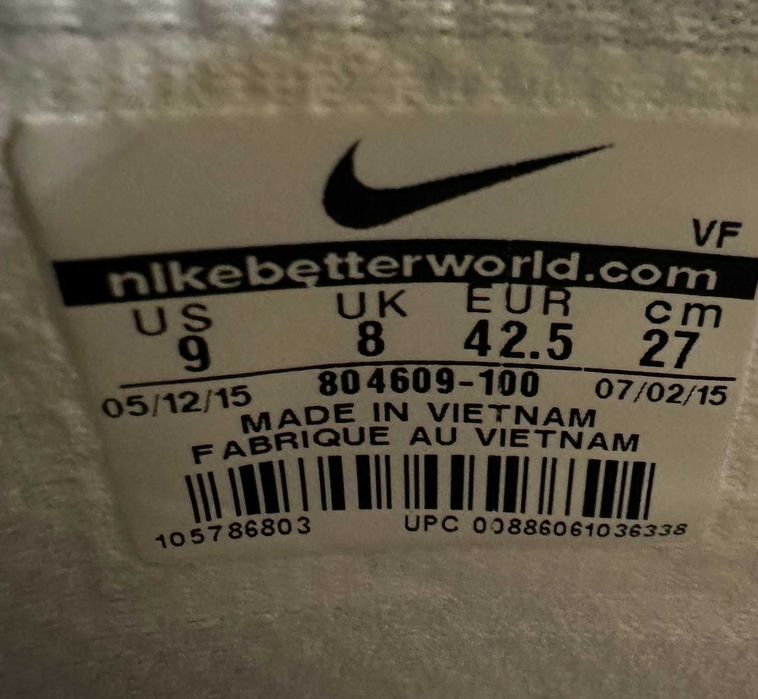 VF
nikebetterworld.com
US UK EUR cm
9 8 42.5 27
05/12/15 804609-100 07/02/15
MADE IN VIETNAM
FABRIQUE AU VIETNAM
105786803 UPC 00886061036338